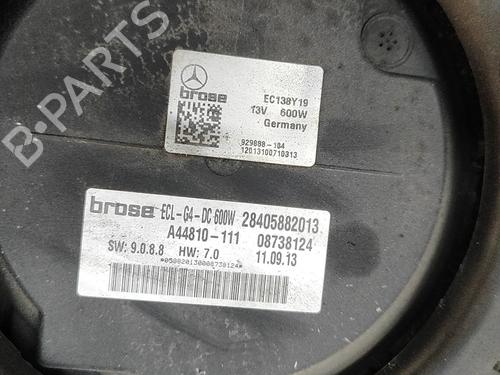 B-PARTS
brose
EC138Y19
13V 600W
Germany
929888-104
12013100710313
brose ECL-G4-DC 600W 28405882013
A44810-111 08738124
SW: 9.0.8.8 HW: 7.0 11.09.13
*058820130008738124*